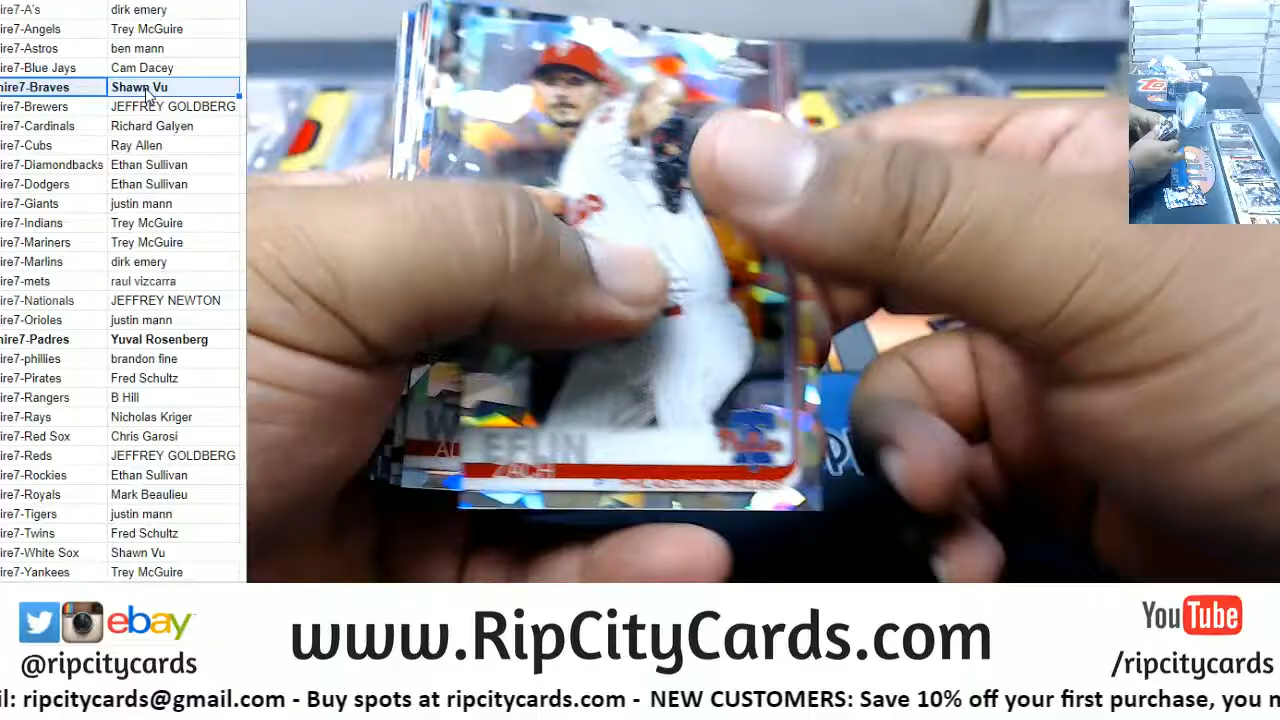 ire7-A's dirk emery
ire7-Angels Trey McGuire
ire7-Astros ben mann
ire7-Blue Jays Cam Dacey
hire7-Braves Shawn Vu
ire7-Brewers JEFFREY GOLDBERG
ire7-Cardinals Richard Galyen
ire7-Cubs Ray Allen
ire7-Diamondbacks Ethan Sullivan
ire7-Dodgers Ethan Sullivan
ire7-Giants justin mann
ire7-Indians Trey McGuire
ire7-Mariners Trey McGuire
ire7-Marlins dirk emery
ire7-mets raul vizcarra
ire7-Nationals JEFFREY NEWTON
ire7-Orioles justin mann
hire7-Padres Yuval Rosenberg
ire7-phillies brandon fine
ire7-Pirates Fred Schultz
ire7-Rangers B Hill
ire7-Rays Nicholas Kriger
ire7-Red Sox Chris Garosi
ire7-Reds JEFFREY GOLDBERG
ire7-Rockies Ethan Sullivan
ire7-Royals Mark Beaulieu
ire7-Tigers justin mann
ire7-Twins Fred Schultz
ire7-White Sox Shawn Vu
ire7-Yankees Trey McGuire
EFLIN
ZACH
Phillies
ebay
@ripcitycards
www.RipCityCards.com
YouTube
/ripcitycards
il: ripcitycards@gmail.com - Buy spots at ripcitycards.com - NEW CUSTOMERS: Save 10% off your first purchase, you n